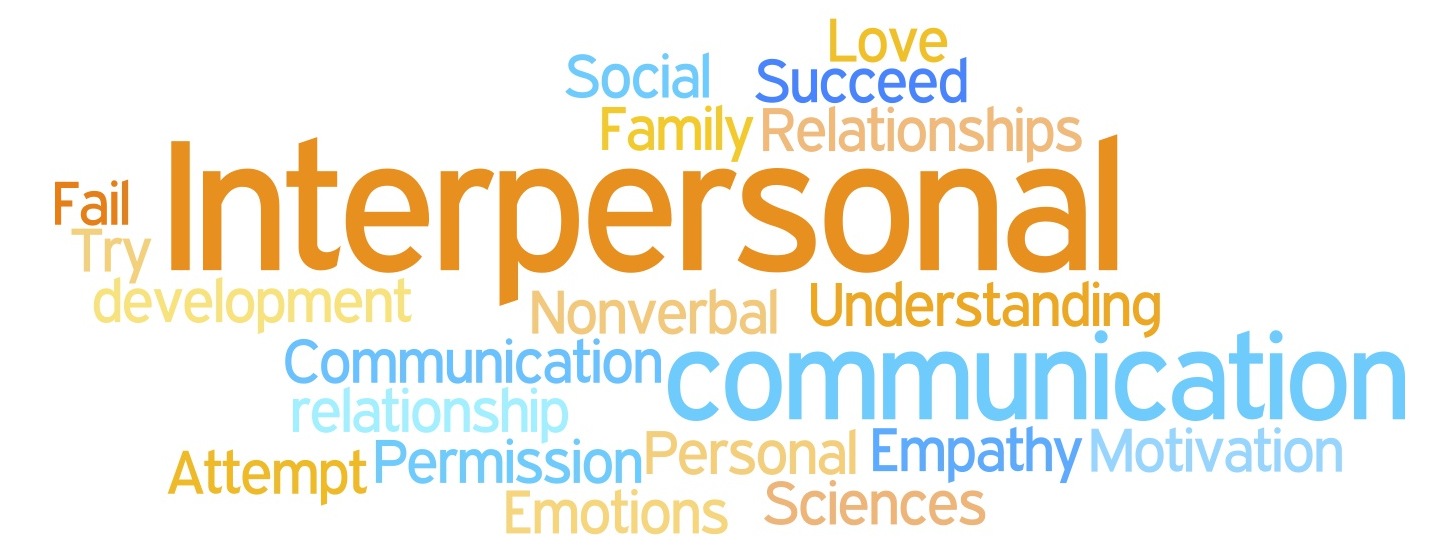 Love
Social Succeed
Family Relationships
Interpersonal
Fail
Try
development
Nonverbal Understanding
Communication communication
relationship
Attempt Permission Personal Empathy Motivation
Emotions Sciences